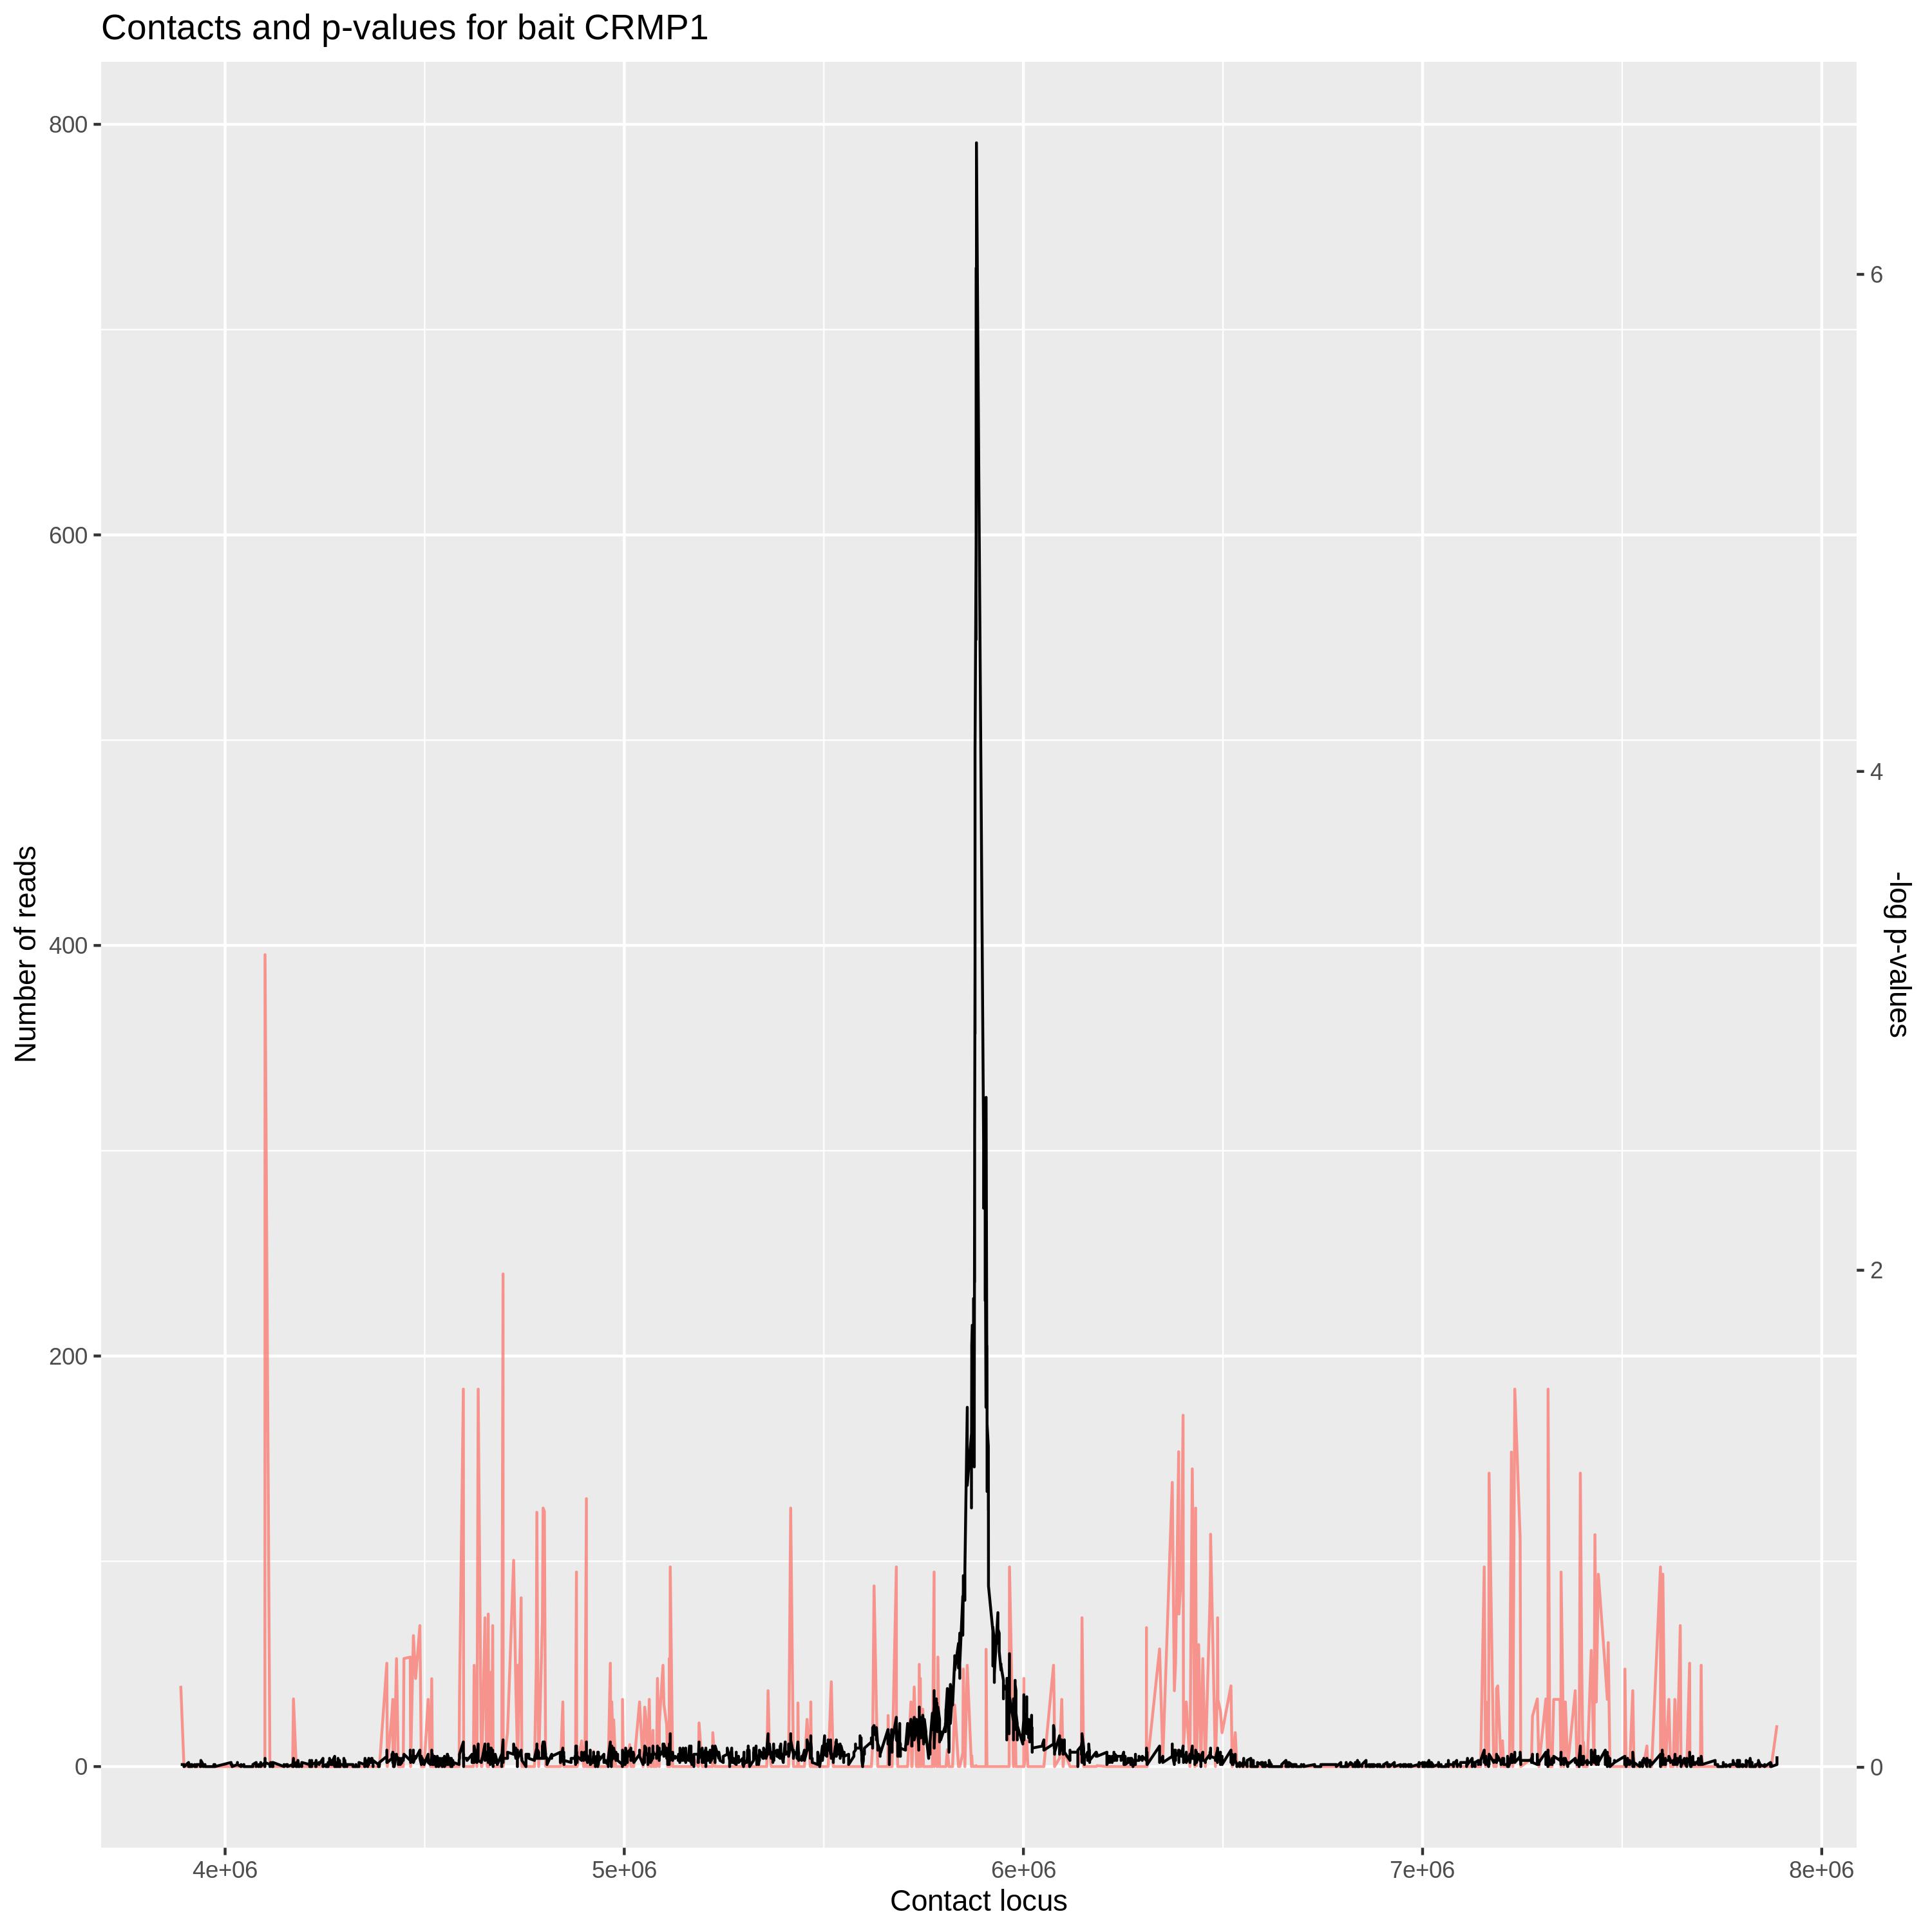 Contacts and p-values for bait CRMP1
800
600
400
200
0
Number of reads
6
4
2
0
-log p-values
4e+06 5e+06 6e+06 7e+06 8e+06
Contact locus